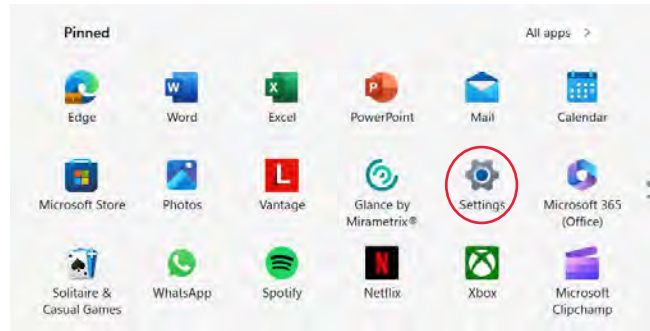 Pinned
All apps >
Edge
Word
Excel
PowerPoint
Mail
Calendar
Microsoft Store
Photos
Vantage
Glance by
Mirametrix®
Settings
Microsoft 365
(Office)
Solitaire &
Casual Games
WhatsApp
Spotify
Netflix
Xbox
Microsoft
Clipchamp